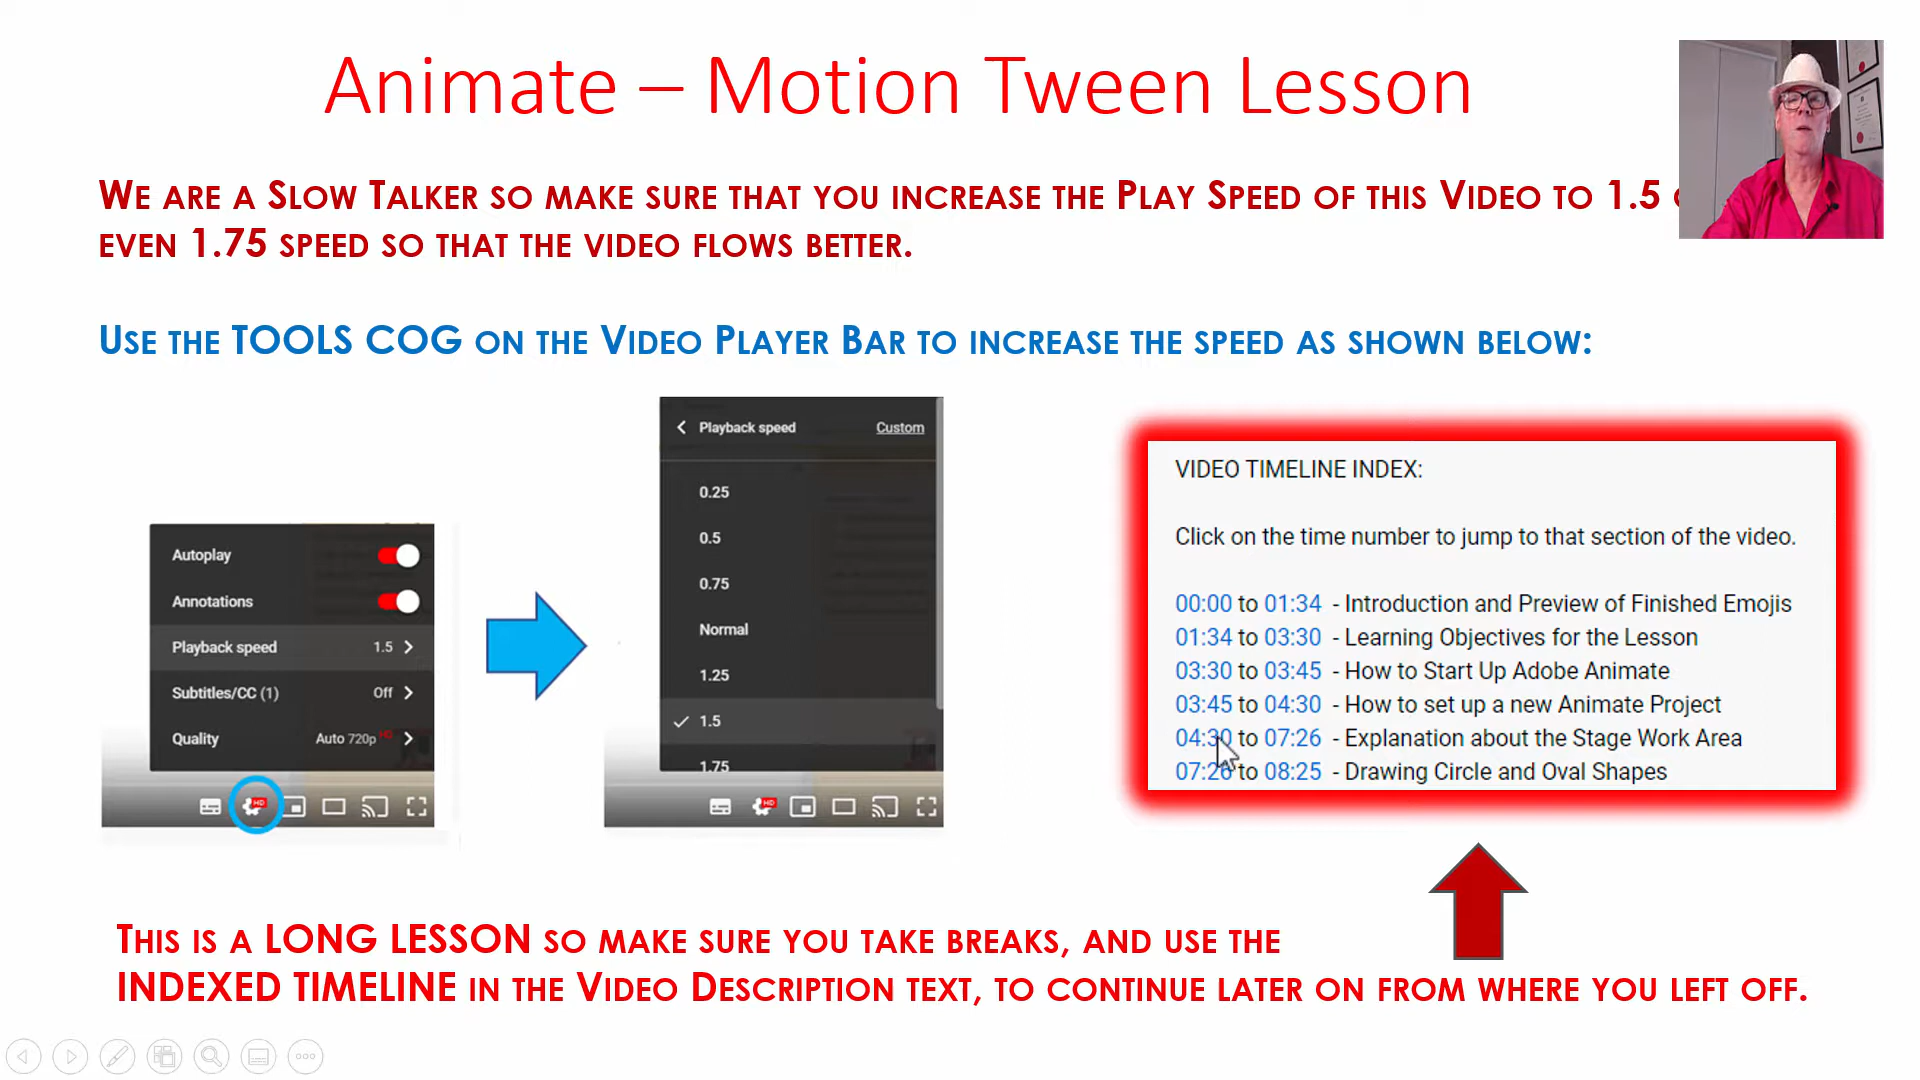 Animate – Motion Tween Lesson
We are a Slow Talker so make sure that you increase the Play Speed of this Video to 1.5
even 1.75 speed so that the video flows better.
Use the TOOLS COG on the Video Player Bar to increase the speed as shown below:
Autoplay
Annotations
Playback speed 1.5
Subtitles/CC (1) Off
Quality Auto 720p HD
HD
Playback speed Custom
0.25
0.5
0.75
Normal
1.25
1.5
1.75
HD
VIDEO TIMELINE INDEX:
Click on the time number to jump to that section of the video.
00:00 to 01:34 - Introduction and Preview of Finished Emojis
01:34 to 03:30 - Learning Objectives for the Lesson
03:30 to 03:45 - How to Start Up Adobe Animate
03:45 to 04:30 - How to set up a new Animate Project
04:30 to 07:26 - Explanation about the Stage Work Area
07:26 to 08:25 - Drawing Circle and Oval Shapes
This is a LONG LESSON so make sure you take breaks, and use the
INDEXED TIMELINE in the Video Description text, to continue later on from where you left off.